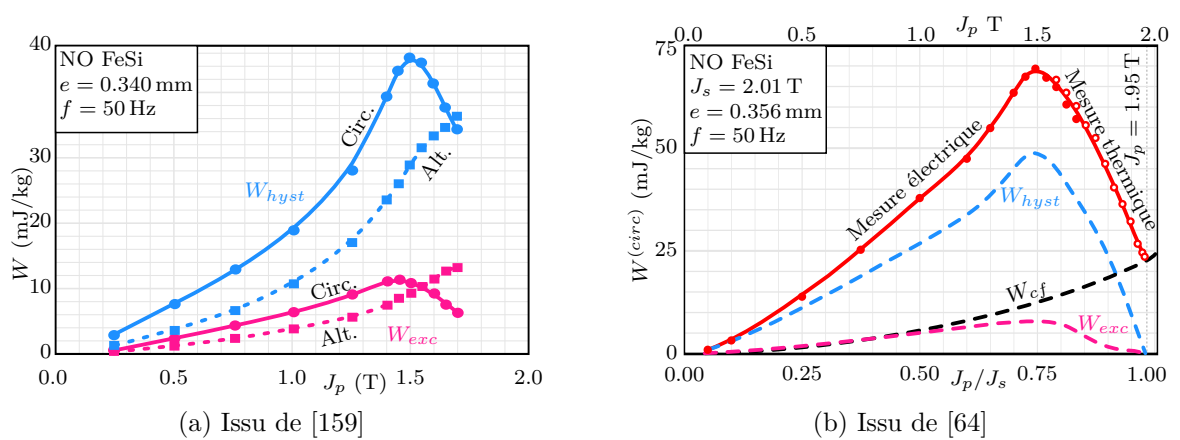 NO FeSi
e = 0.340 mm
f = 50 Hz
40
30
20
10
0
W (mJ/kg)
Circ.
Alt.
W_hyst
Circ.
Alt.
W_exc
0.0
0.5
1.0
1.5
2.0
J_p (T)
(a) Issu de [159]
J_p T
0.0
0.5
1.0
1.5
2.0
NO FeSi
J_s = 2.01 T
e = 0.356 mm
f = 50 Hz
75
50
25
0
W^(circ) (mJ/kg)
Mesure électrique
Mesure thermique
J_p = 1.95 T
W_hyst
W_cf
W_exc
0.00
0.25
0.50
0.75
1.00
J_p/J_s
(b) Issu de [64]